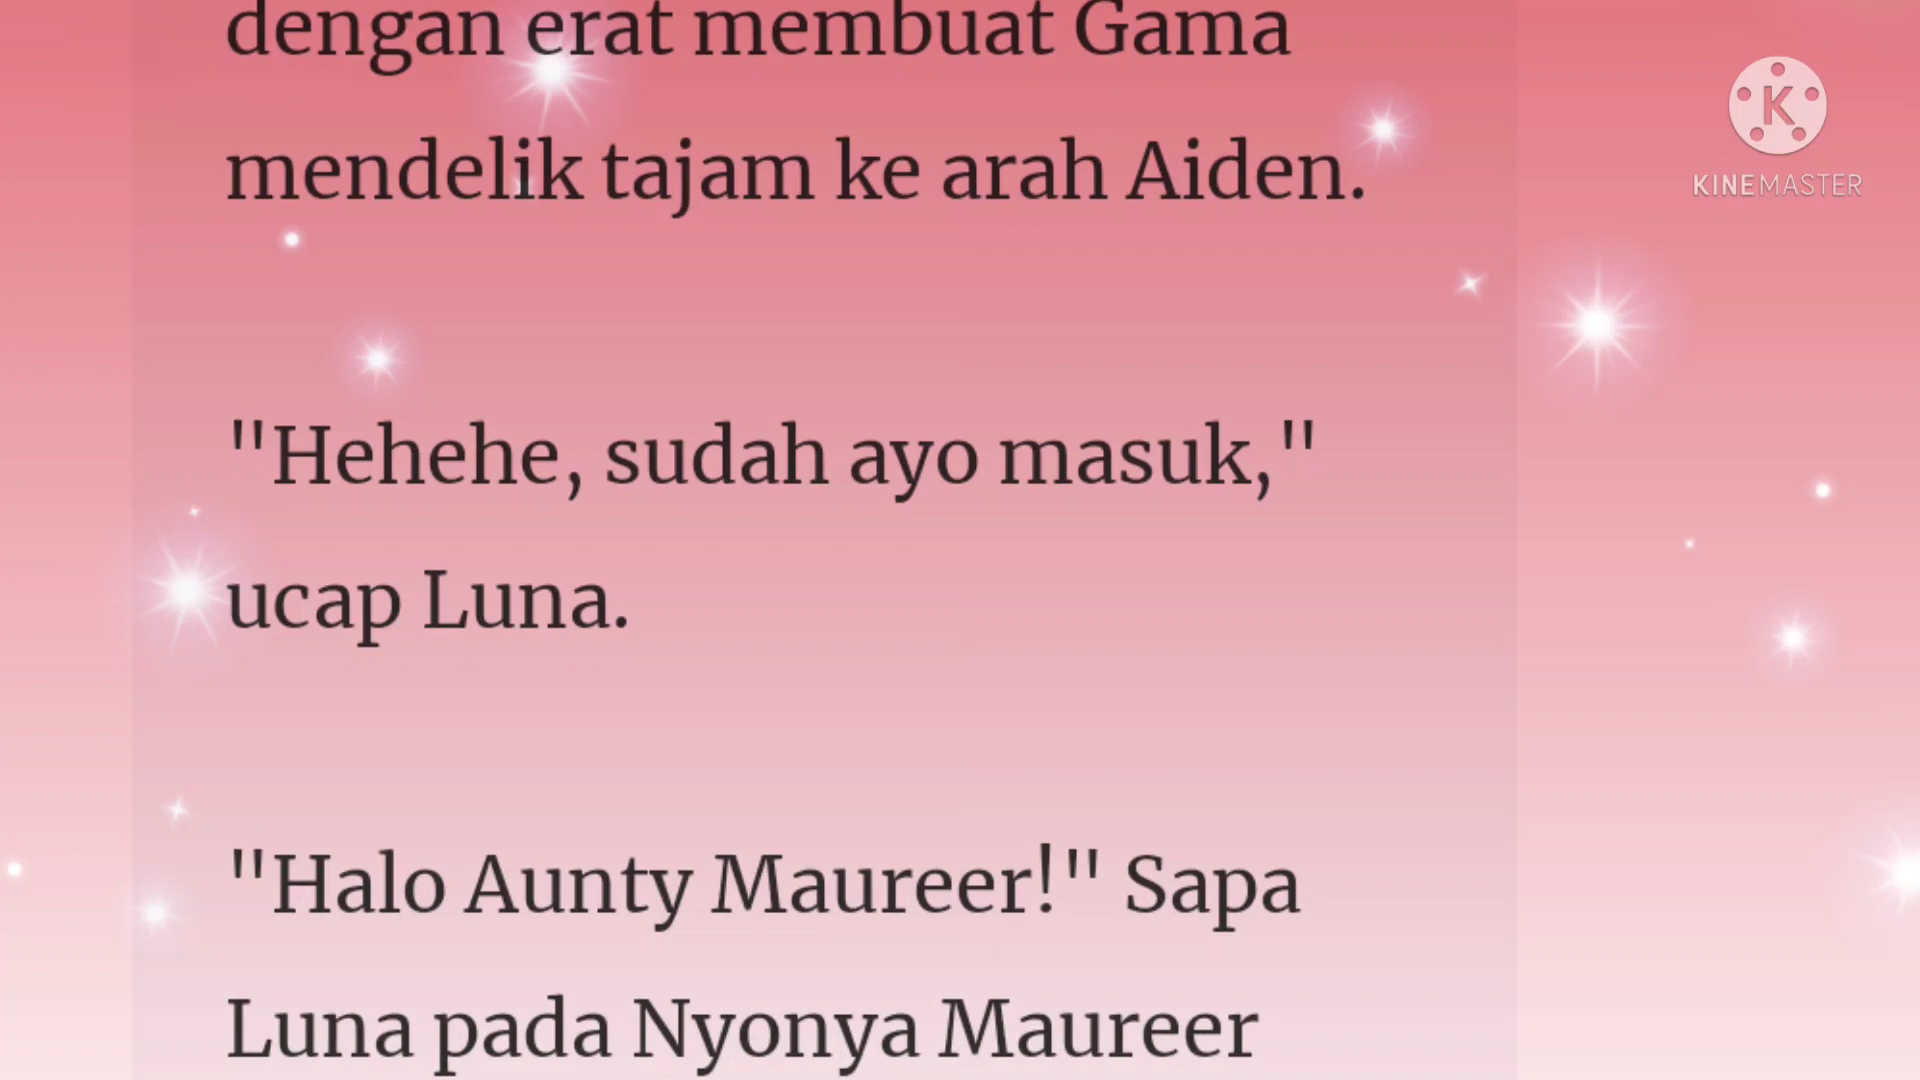 dengan erat membuat Gama
mendelik tajam ke arah Aiden.
"Hehehe, sudah ayo masuk,"
ucap Luna.
"Halo Aunty Maureer!" Sapa
Luna pada Nyonya Maureer
K
KINEMASTER